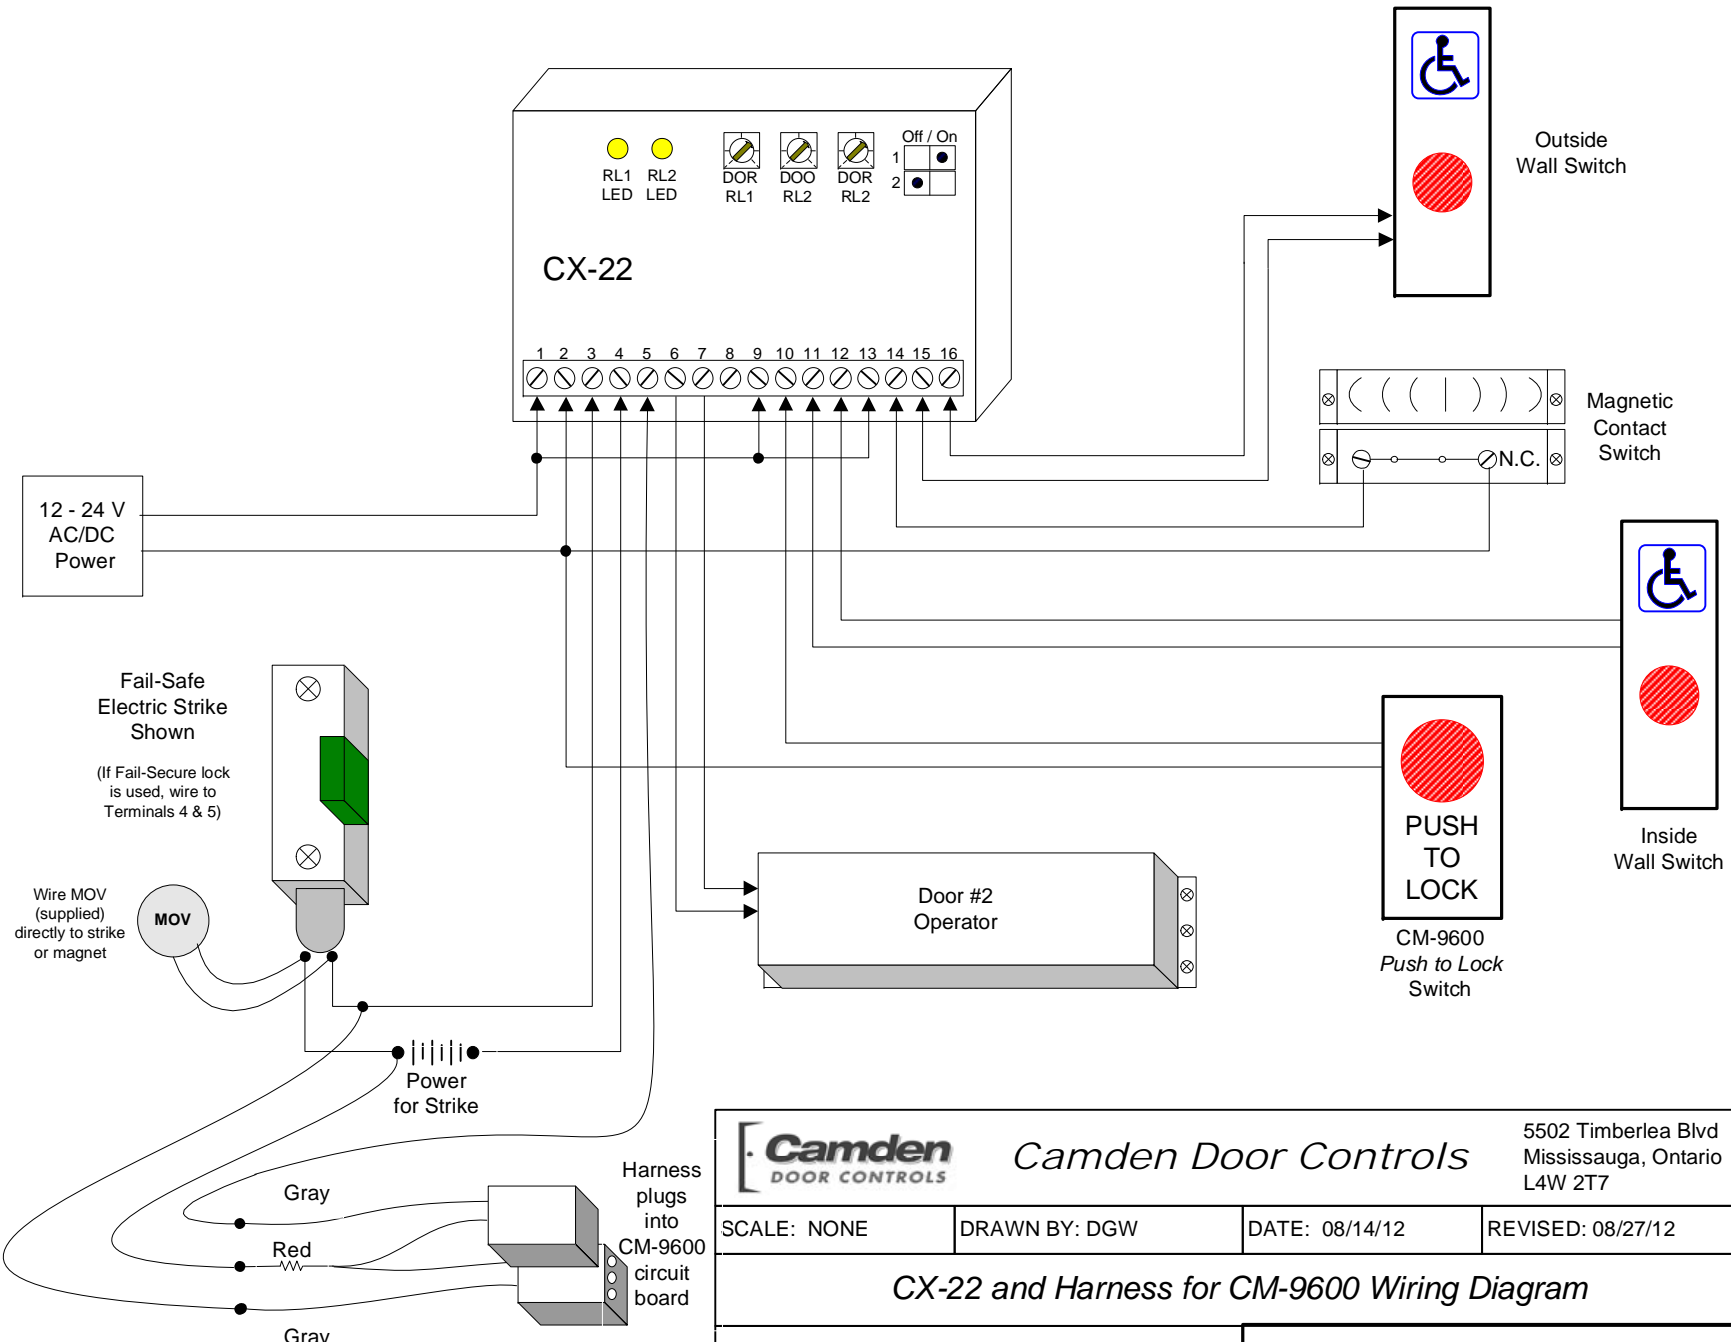 Outside
Wall Switch
Off / On
1
2
RL1
LED
RL2
LED
DOR
RL1
DOO
RL2
DOR
RL2
CX-22
1 2 3 4 5 6 7 8 9 10 11 12 13 14 15 16
Magnetic
Contact
Switch
N.C.
12 - 24 V
AC/DC
Power
Fail-Safe
Electric Strike
Shown
(If Fail-Secure lock
is used, wire to
Terminals 4 & 5)
PUSH
TO
LOCK
Inside
Wall Switch
Wire MOV
(supplied)
directly to strike
or magnet
MOV
Door #2
Operator
CM-9600
Push to Lock
Switch
Power
for Strike
Gray
Red
Gray
Harness
plugs
into
CM-9600
circuit
board
Camden
DOOR CONTROLS
Camden Door Controls
5502 Timberlea Blvd
Mississauga, Ontario
L4W 2T7
SCALE: NONE
DRAWN BY: DGW
DATE: 08/14/12
REVISED: 08/27/12
CX-22 and Harness for CM-9600 Wiring Diagram